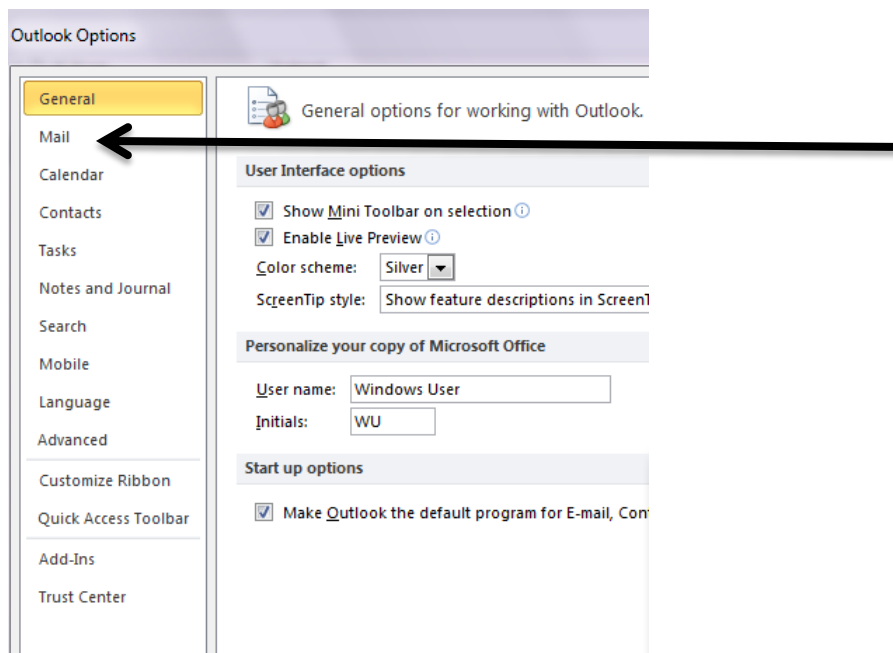 Outlook Options
General
Mail
Calendar
Contacts
Tasks
Notes and Journal
Search
Mobile
Language
Advanced
Customize Ribbon
Quick Access Toolbar
Add-Ins
Trust Center
General options for working with Outlook.
User Interface options
Show Mini Toolbar on selection
Enable Live Preview
Color scheme: Silver
ScreenTip style: Show feature descriptions in
Personalize your copy of Microsoft Office
User name: Windows User
Initials: WU
Start up options
Make Outlook the default program for E-mail,